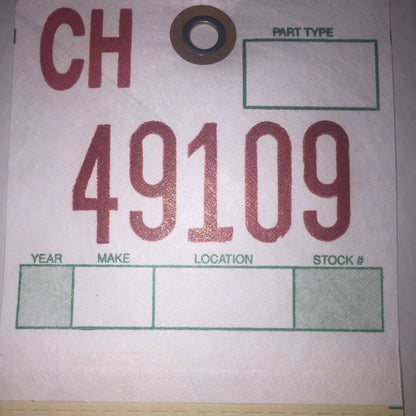 CH
PART TYPE
49109
YEAR MAKE LOCATION STOCK #